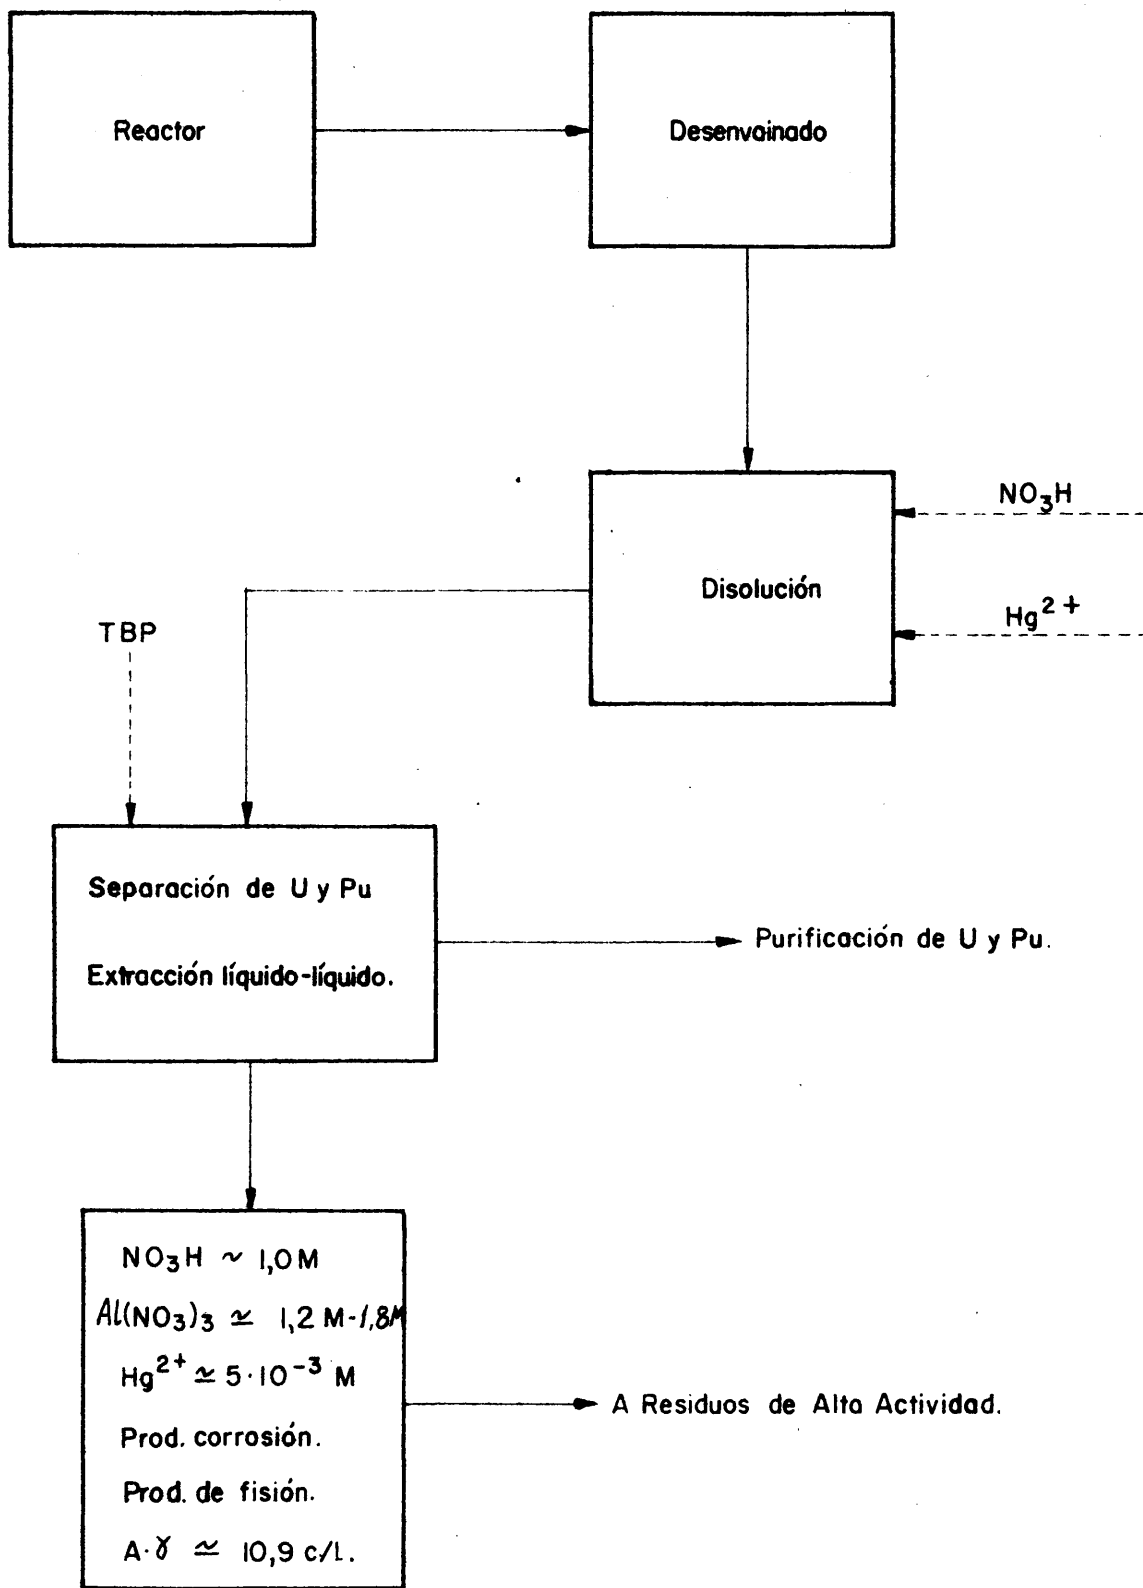 Reactor
Desenvainado
NO₃H
Disolución
Hg²⁺
TBP
Separación de U y Pu
Extracción líquido-líquido.
Purificación de U y Pu.
NO₃H ~ 1,0 M
Al(NO₃)₃ ≃ 1,2 M-1,8M
Hg²⁺ ≃ 5·10⁻³ M
Prod. corrosión.
Prod. de fisión.
A·γ ≃ 10,9 c/l.
A Residuos de Alta Actividad.